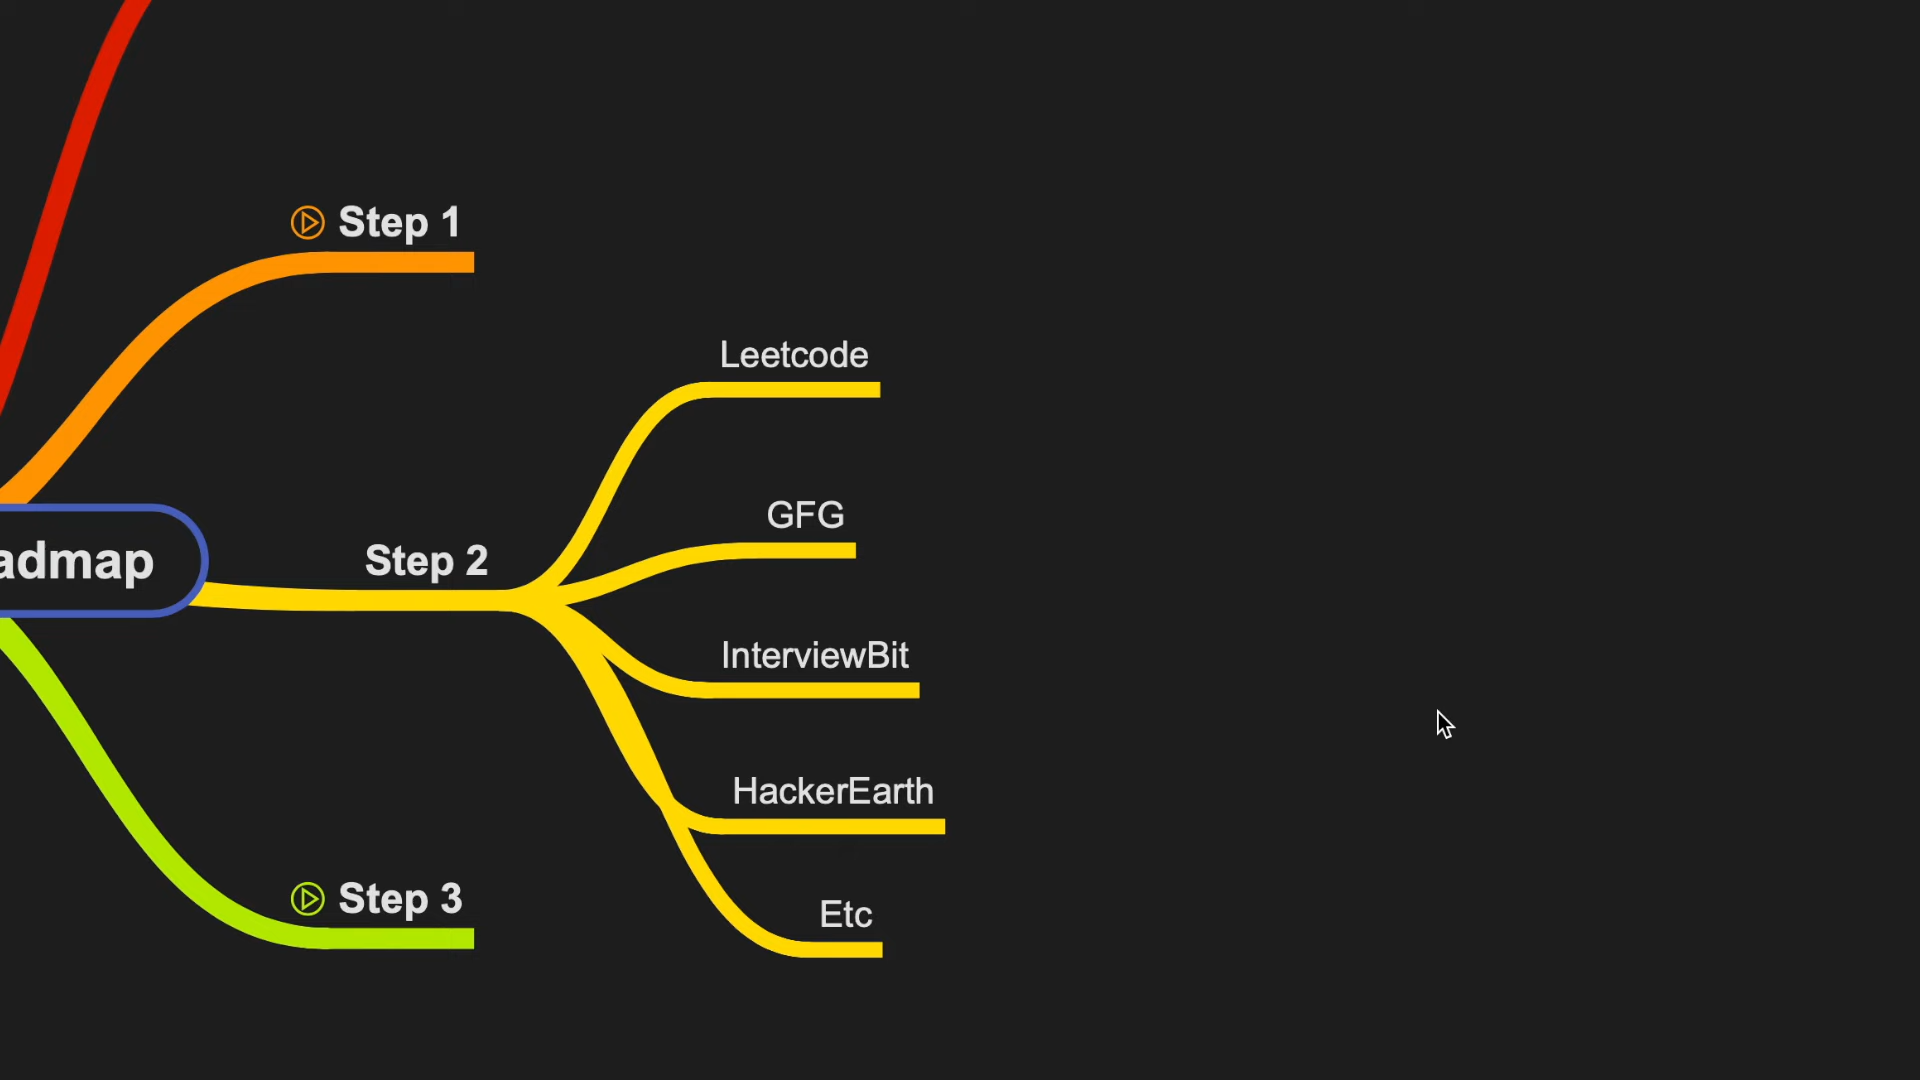 Step 1
Leetcode
GFG
admap
Step 2
InterviewBit
HackerEarth
Step 3
Etc